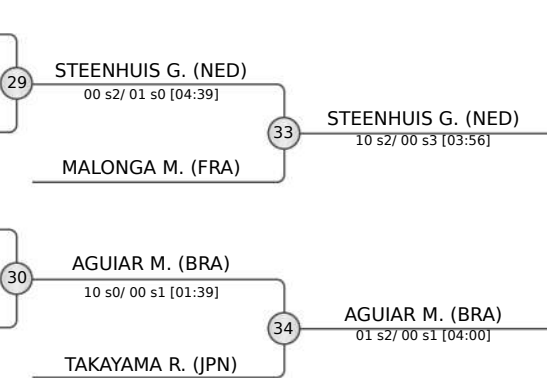 STEENHUIS G. (NED)
29
00 s2/ 01 s0 [04:39]
STEENHUIS G. (NED)
33
10 s2/ 00 s3 [03:56]
MALONGA M. (FRA)
AGUIAR M. (BRA)
30
10 s0/ 00 s1 [01:39]
AGUIAR M. (BRA)
34
01 s2/ 00 s1 [04:00]
TAKAYAMA R. (JPN)